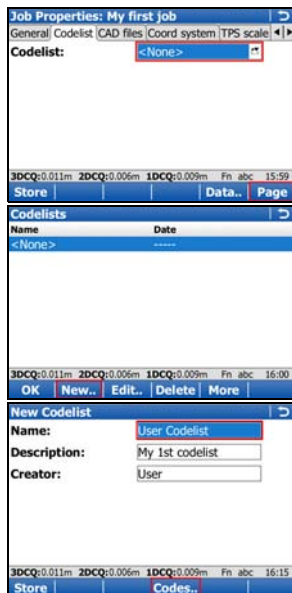 Job Properties: My first job
General Codelist CAD files Coord system TPS scale
Codelist: <None>
3DCQ:0.011m 2DCQ:0.006m 1DCQ:0.009m Fn abc 15:59
Store Data.. Page
Codelists
Name Date
<None> -----
3DCQ:0.011m 2DCQ:0.006m 1DCQ:0.009m Fn abc 16:00
OK New.. Edit.. Delete More
New Codelist
Name: User Codelist
Description: My 1st codelist
Creator: User
3DCQ:0.011m 2DCQ:0.006m 1DCQ:0.009m Fn abc 16:15
Store Codes..